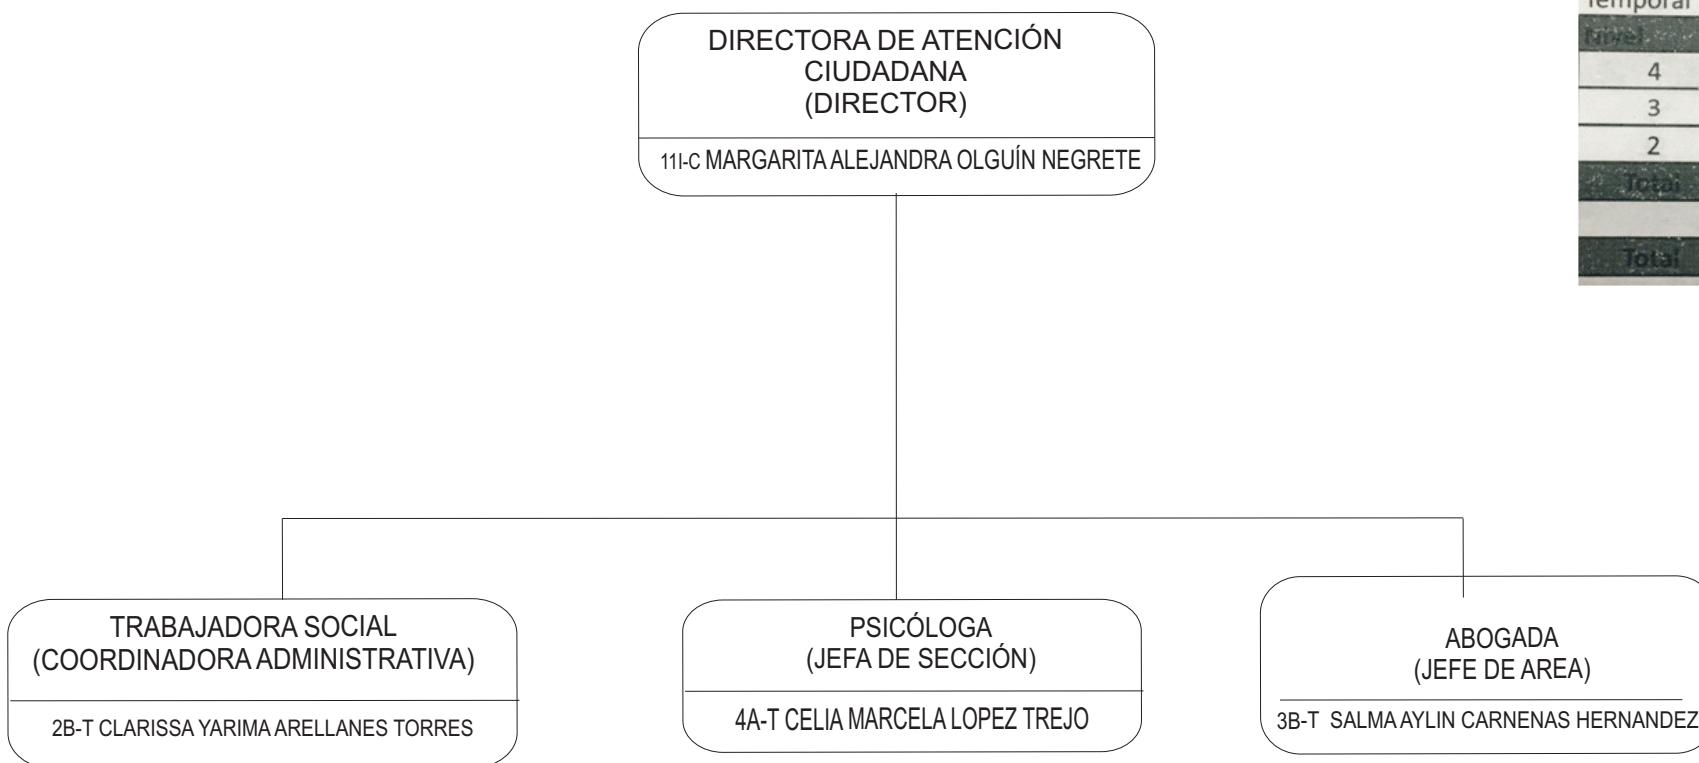 DIRECTORA DE ATENCIÓN
CIUDADANA
(DIRECTOR)
11I-C MARGARITA ALEJANDRA OLGUÍN NEGRETE
Temporal
Nivel
4
3
2
Total
Total
TRABAJADORA SOCIAL
(COORDINADORA ADMINISTRATIVA)
2B-T CLARISSA YARIMA ARELLANES TORRES
PSICÓLOGA
(JEFA DE SECCIÓN)
4A-T CELIA MARCELA LOPEZ TREJO
ABOGADA
(JEFE DE AREA)
3B-T SALMA AYLIN CARNENAS HERNANDEZ